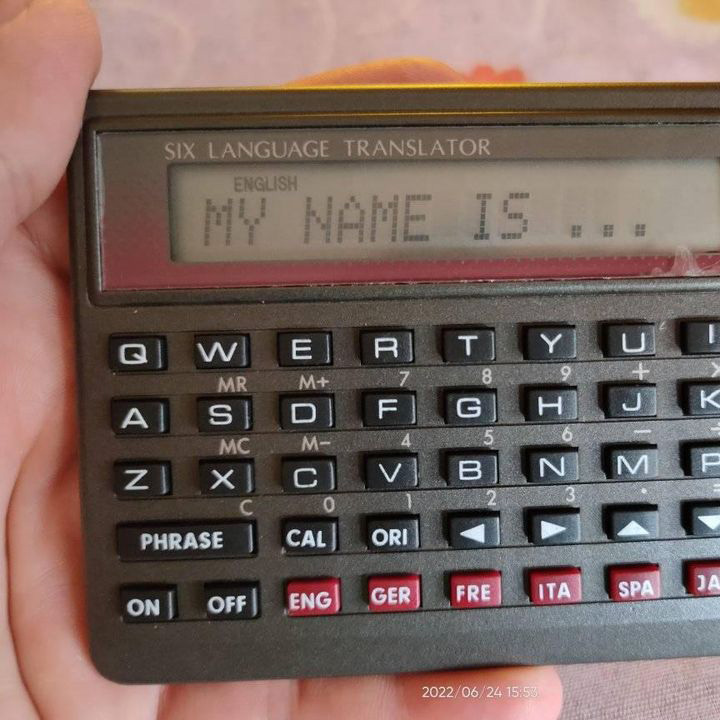 SIX LANGUAGE TRANSLATOR
ENGLISH
MY NAME IS ...
Q W E R T Y U I
MR M+ 7 8 9 +
A S D F G H J K
MC M– 4 5 6 –
Z X C V B N M P
C 0 1 2 3 .
PHRASE CAL ORI ◀ ▶ ▲ ▼
ON OFF ENG GER FRE ITA SPA JA
2022/06/24 15:53